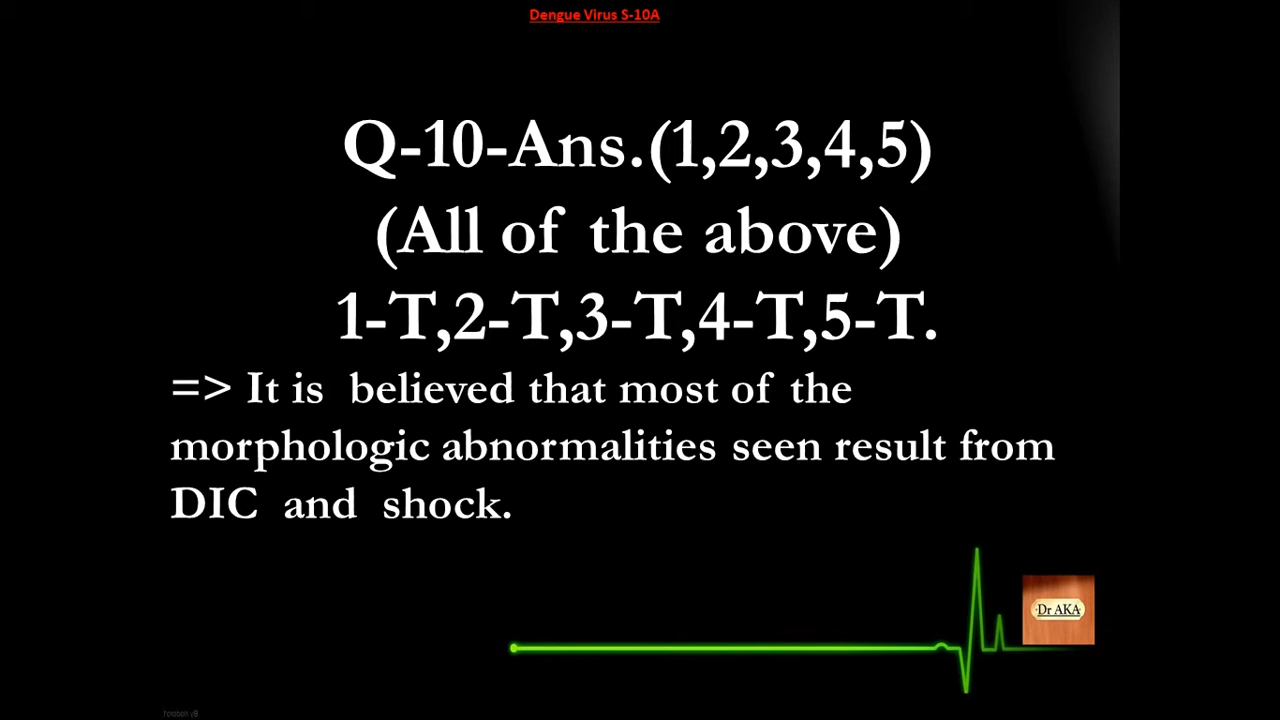 Dengue Virus S-10A
Q-10-Ans.(1,2,3,4,5)
(All of the above)
1-T,2-T,3-T,4-T,5-T.
=> It is believed that most of the
morphologic abnormalities seen result from
DIC and shock.
Dr AKA